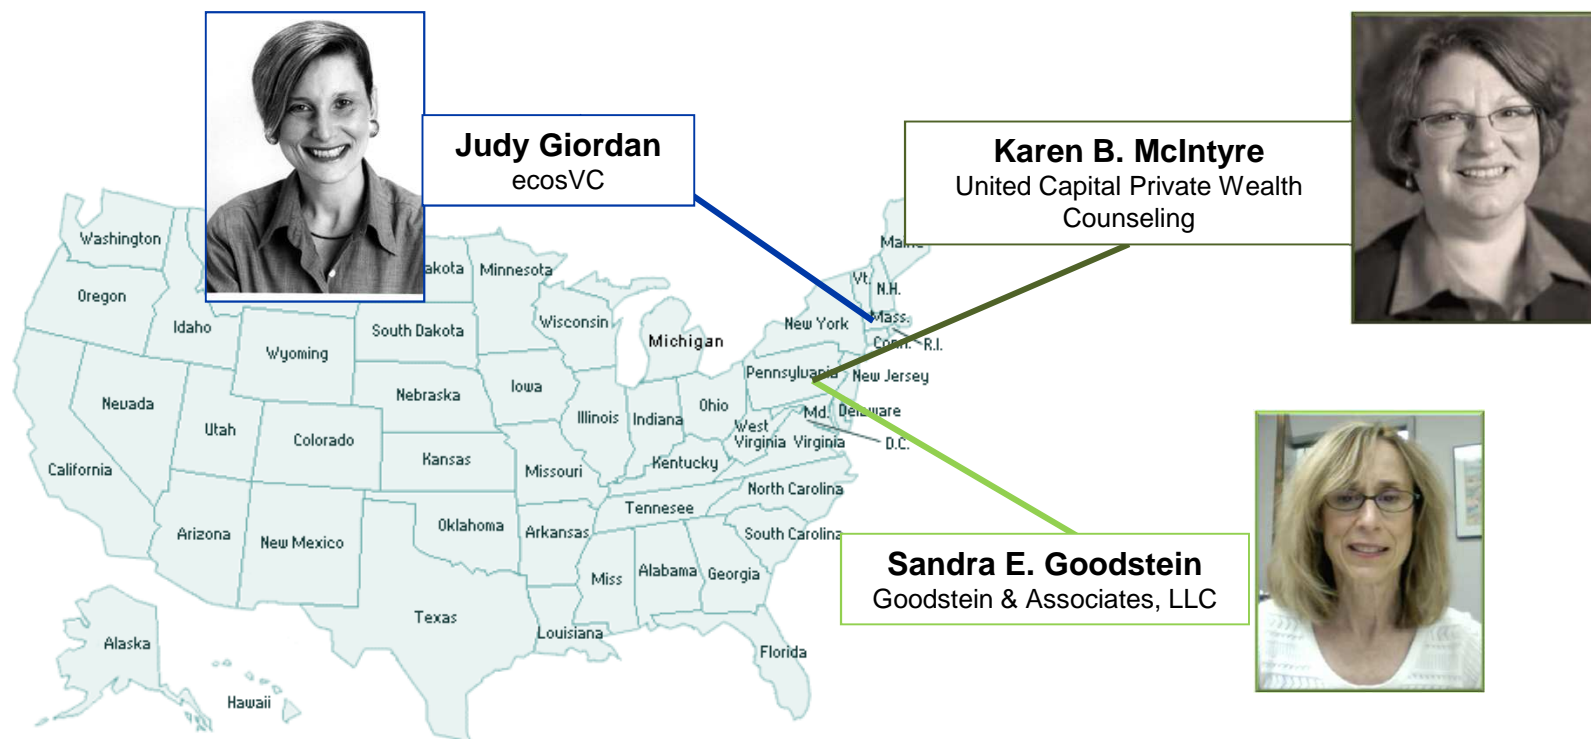 Judy Giordan
ecosVC
Karen B. McIntyre
United Capital Private Wealth
Counseling
Sandra E. Goodstein
Goodstein & Associates, LLC
Washington
Oregon
Idaho
akota
Minnesota
South Dakota
Wyoming
Wisconsin
Michigan
New York
Vt.
N.H.
Mass.
Conn.
R.I.
Nevada
Utah
Colorado
California
Nebraska
Iowa
Illinois
Indiana
Ohio
Pennsylvania
New Jersey
Md.
Delaware
D.C.
West
Virginia
Virginia
Kansas
Missouri
Kentucky
North Carolina
Tennessee
South Carolina
Arizona
New Mexico
Oklahoma
Arkansas
Miss
Alabama
Georgia
Texas
Louisiana
Florida
Alaska
Hawaii